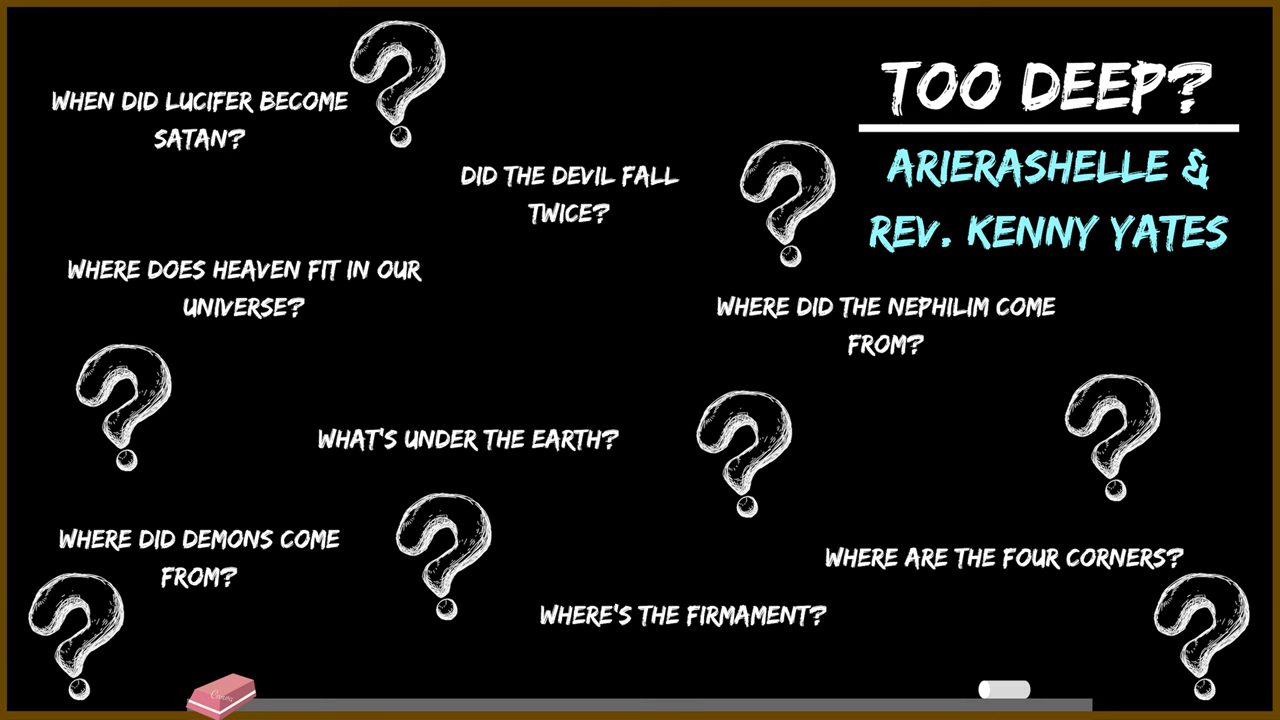 WHEN DID LUCIFER BECOME
SATAN?
TOO DEEP?
ARIERASHELLE &
REV. KENNY YATES
DID THE DEVIL FALL
TWICE?
WHERE DOES HEAVEN FIT IN OUR
UNIVERSE?
WHERE DID THE NEPHILIM COME
FROM?
WHAT'S UNDER THE EARTH?
WHERE DID DEMONS COME
FROM?
WHERE ARE THE FOUR CORNERS?
WHERE'S THE FIRMAMENT?
Canva